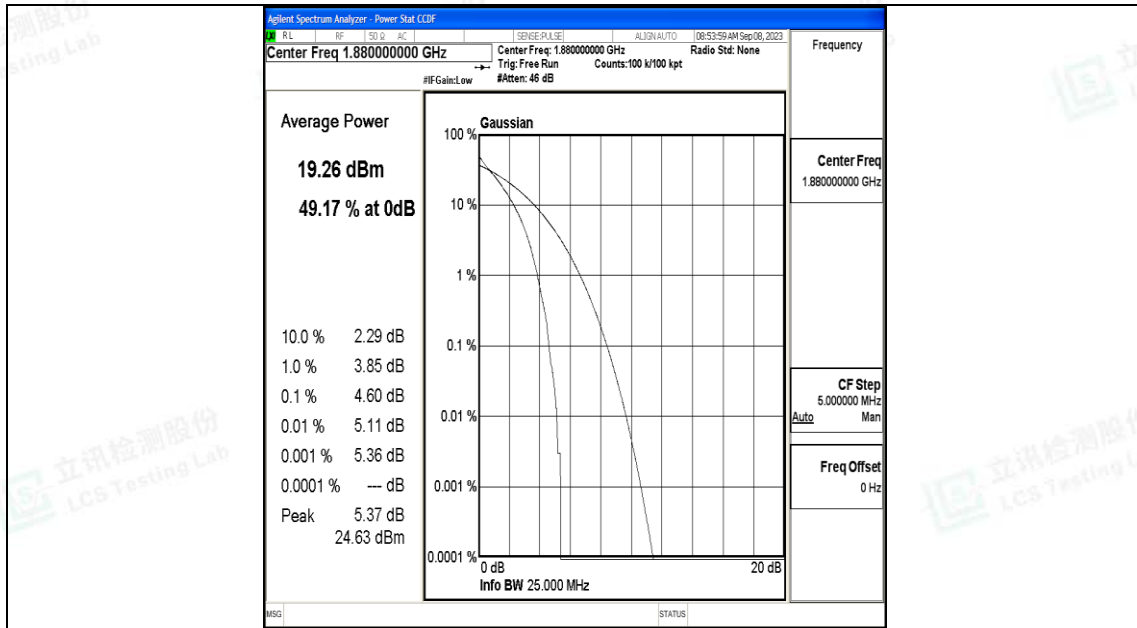 Agilent Spectrum Analyzer - Power Stat CCDF
LXI RL RF 50 Ω AC SENSE:PULSE ALIGN AUTO 08:53:59 AM Sep 08, 2023
Center Freq 1.880000000 GHz
Center Freq: 1.880000000 GHz Radio Std: None
Trig: Free Run Counts:100 k/100 kpt
#IFGain:Low #Atten: 46 dB
Frequency
Average Power
19.26 dBm
49.17 % at 0dB
10.0 % 2.29 dB
1.0 % 3.85 dB
0.1 % 4.60 dB
0.01 % 5.11 dB
0.001 % 5.36 dB
0.0001 % --- dB
Peak 5.37 dB
24.63 dBm
Gaussian
100 %
10 %
1 %
0.1 %
0.01 %
0.001 %
0.0001 %
0 dB 20 dB
Info BW 25.000 MHz
Center Freq
1.880000000 GHz
CF Step
5.000000 MHz
Auto Man
Freq Offset
0 Hz
MSG STATUS
立讯检测股份
LCS Testing Lab
立讯检测股份